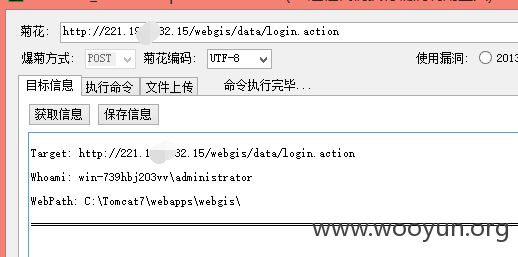 菊花: http://221.19 32.15/webgis/data/login.action
爆菊方式: POST 菊花编码: UTF-8 使用漏洞: 2013
目标信息 执行命令 文件上传 命令执行完毕...
获取信息 保存信息
Target: http://221.1 32.15/webgis/data/login.action
Whoami: win-739hbj203vv\administrator
WebPath: C:\Tomcat7\webapps\webgis\
www.wooyun.org